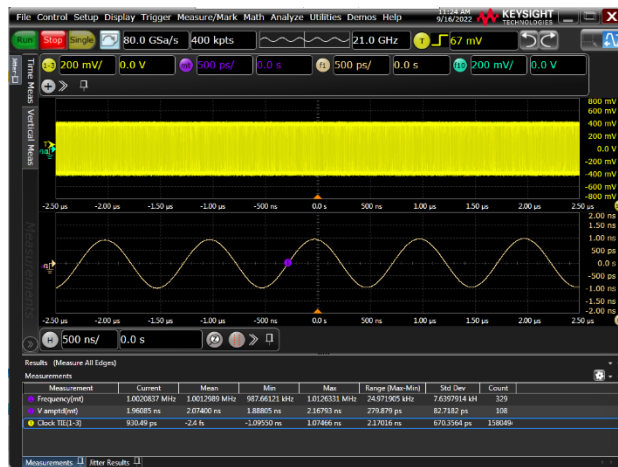 File Control Setup Display Trigger Measure/Mark Math Analyze Utilities Demos Help
11:24 AM
9/16/2022
KEYSIGHT
TECHNOLOGIES
Run Stop Single 80.0 GSa/s 400 kpts 21.0 GHz T 67 mV
1-3 200 mV/ 0.0 V 500 ps/ 0.0 s f1 500 ps/ 0.0 s f10 200 mV/ 0.0 V
Time Meas
Vertical Meas
Measurements
800 mV
600 mV
400 mV
200 mV
0.0 V
-200 mV
-400 mV
-600 mV
-800 mV
-2.50 µs -2.00 µs -1.50 µs -1.00 µs -500 ns 0.0 s 500 ns 1.00 µs 1.50 µs 2.00 µs 2.50 µs
2.00 ns
1.50 ns
1.00 ns
500 ps
0.0 s
-500 ps
-1.00 ns
-1.50 ns
-2.00 ns
-2.50 µs -2.00 µs -1.50 µs -1.00 µs -500 ns 0.0 s 500 ns 1.00 µs 1.50 µs 2.00 µs 2.50 µs
H 500 ns/ 0.0 s
Results (Measure All Edges)
Measurements
Measurement Current Mean Min Max Range (Max-Min) Std Dev Count
Frequency(mt) 1.0020837 MHz 1.0012989 MHz 987.66121 kHz 1.0126331 MHz 24.971905 kHz 7.6397914 kH 329
V amptd(mt) 1.96085 ns 2.07400 ns 1.88805 ns 2.16793 ns 279.879 ps 82.7182 ps 108
Clock TIE(1-3) 930.49 ps -2.4 fs -1.09550 ns 1.07466 ns 2.17016 ns 670.3564 ps 158049
Measurements Jitter Results